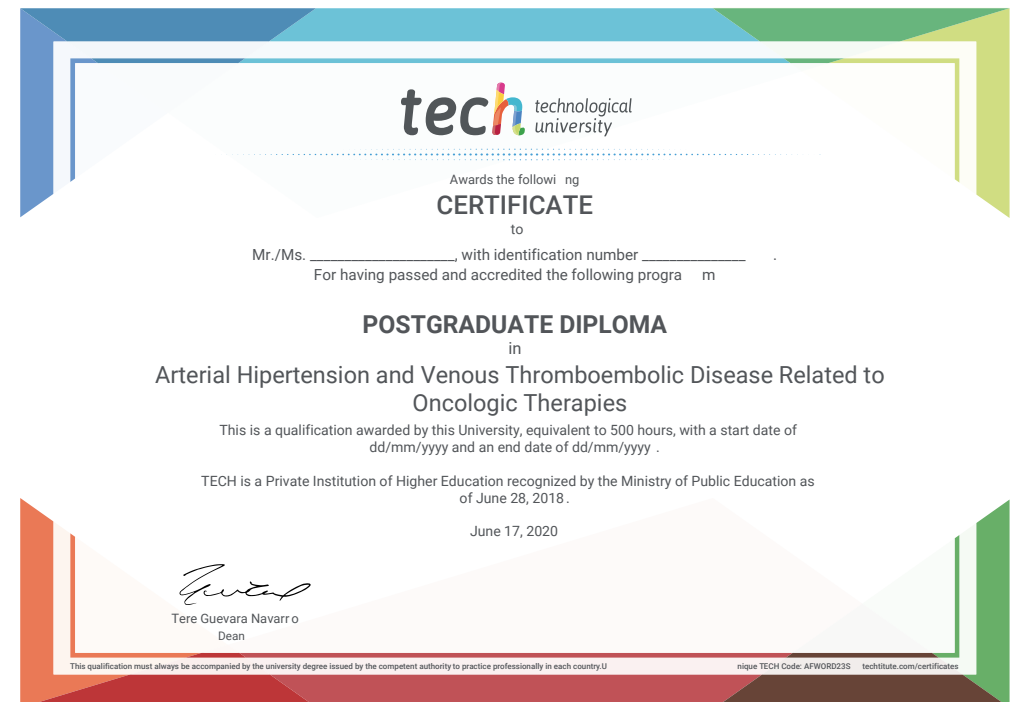 tech technological
university
Awards the followi ng
CERTIFICATE
to
Mr./Ms. _____________________, with identification number _______________ .
For having passed and accredited the following progra m
POSTGRADUATE DIPLOMA
in
Arterial Hipertension and Venous Thromboembolic Disease Related to
Oncologic Therapies
This is a qualification awarded by this University, equivalent to 500 hours, with a start date of
dd/mm/yyyy and an end date of dd/mm/yyyy .
TECH is a Private Institution of Higher Education recognized by the Ministry of Public Education as
of June 28, 2018 .
June 17, 2020
Tere Guevara Navarr o
Dean
This qualification must always be accompanied by the university degree issued by the competent authority to practice professionally in each country.U nique TECH Code: AFWORD23S techtitute.com/certificates